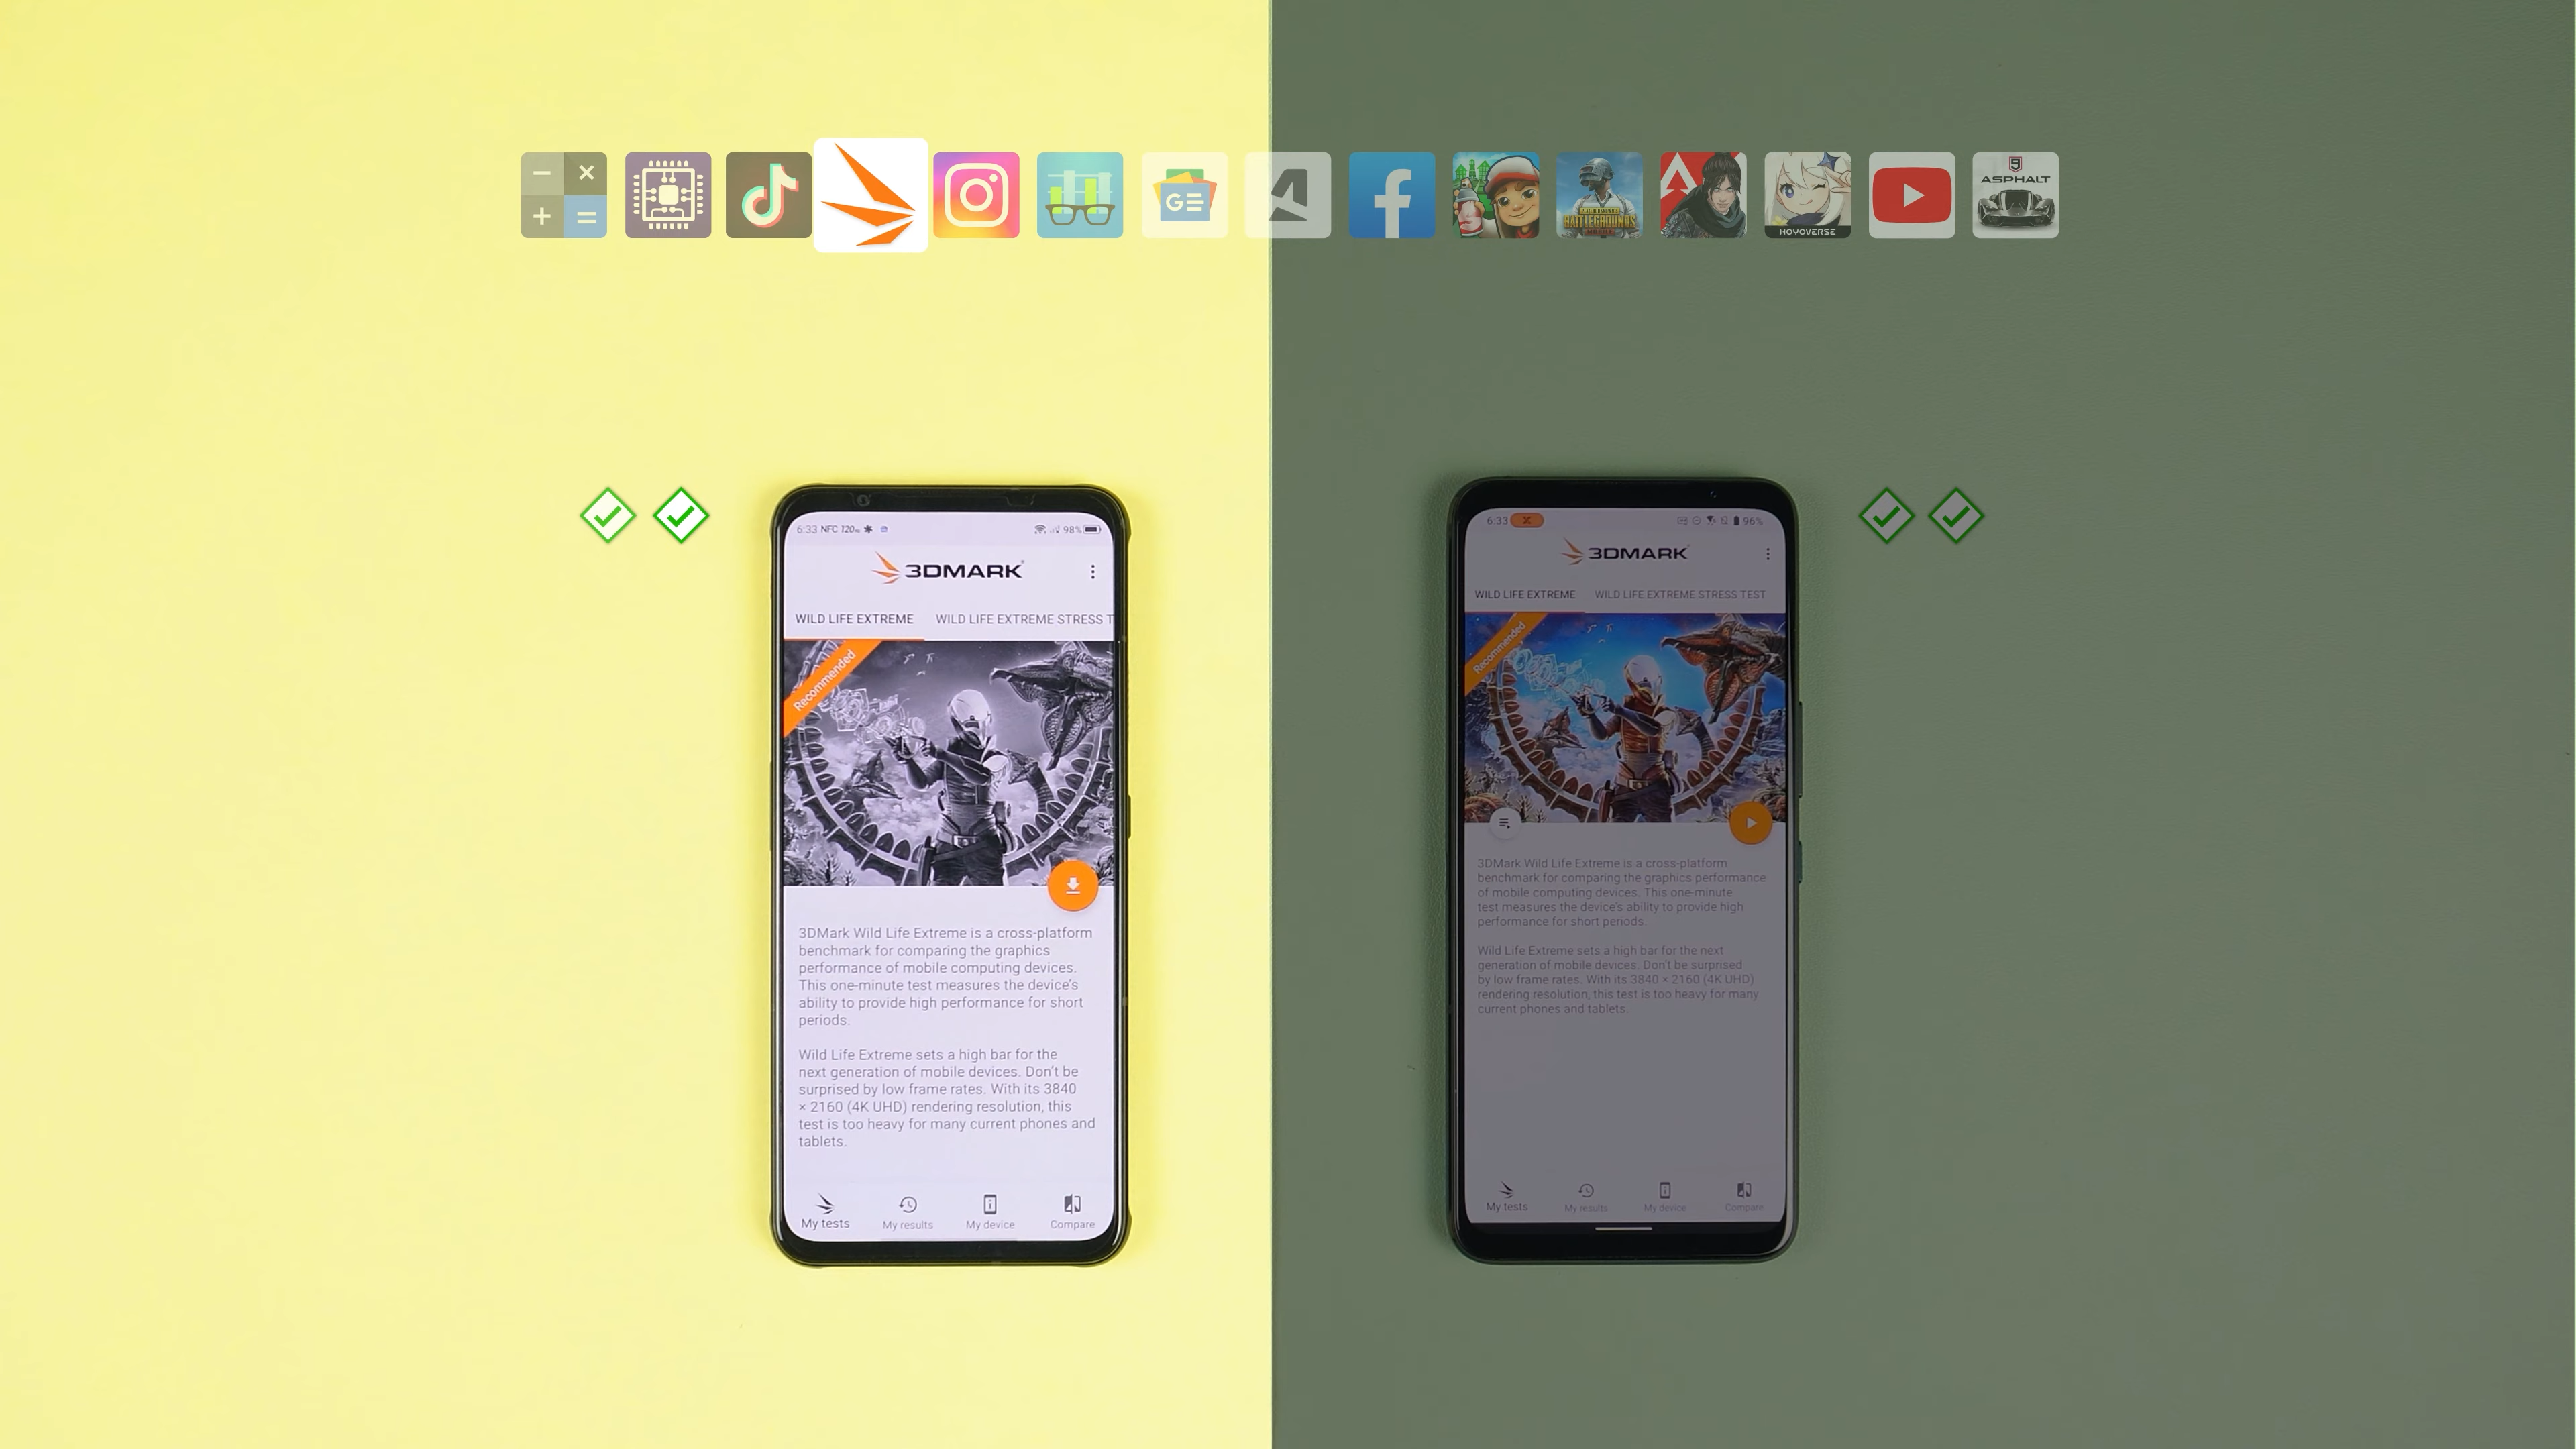 GE
f
BATTLEGROUNDS
HOYOVERSE
9
ASPHALT
6:33 NFC 120
98%
3DMARK
WILD LIFE EXTREME
WILD LIFE EXTREME STRESS T
Recommended
3DMark Wild Life Extreme is a cross-platform
benchmark for comparing the graphics
performance of mobile computing devices.
This one-minute test measures the device's
ability to provide high performance for short
periods.
Wild Life Extreme sets a high bar for the
next generation of mobile devices. Don't be
surprised by low frame rates. With its 3840
× 2160 (4K UHD) rendering resolution, this
test is too heavy for many current phones and
tablets.
My tests
My results
My device
Compare
6:33
96%
3DMARK
WILD LIFE EXTREME
WILD LIFE EXTREME STRESS TEST
Recommended
3DMark Wild Life Extreme is a cross-platform
benchmark for comparing the graphics performance
of mobile computing devices. This one-minute
test measures the device's ability to provide high
performance for short periods.
Wild Life Extreme sets a high bar for the next
generation of mobile devices. Don't be surprised
by low frame rates. With its 3840 × 2160 (4K UHD)
rendering resolution, this test is too heavy for many
current phones and tablets.
My tests
My results
My device
Compare